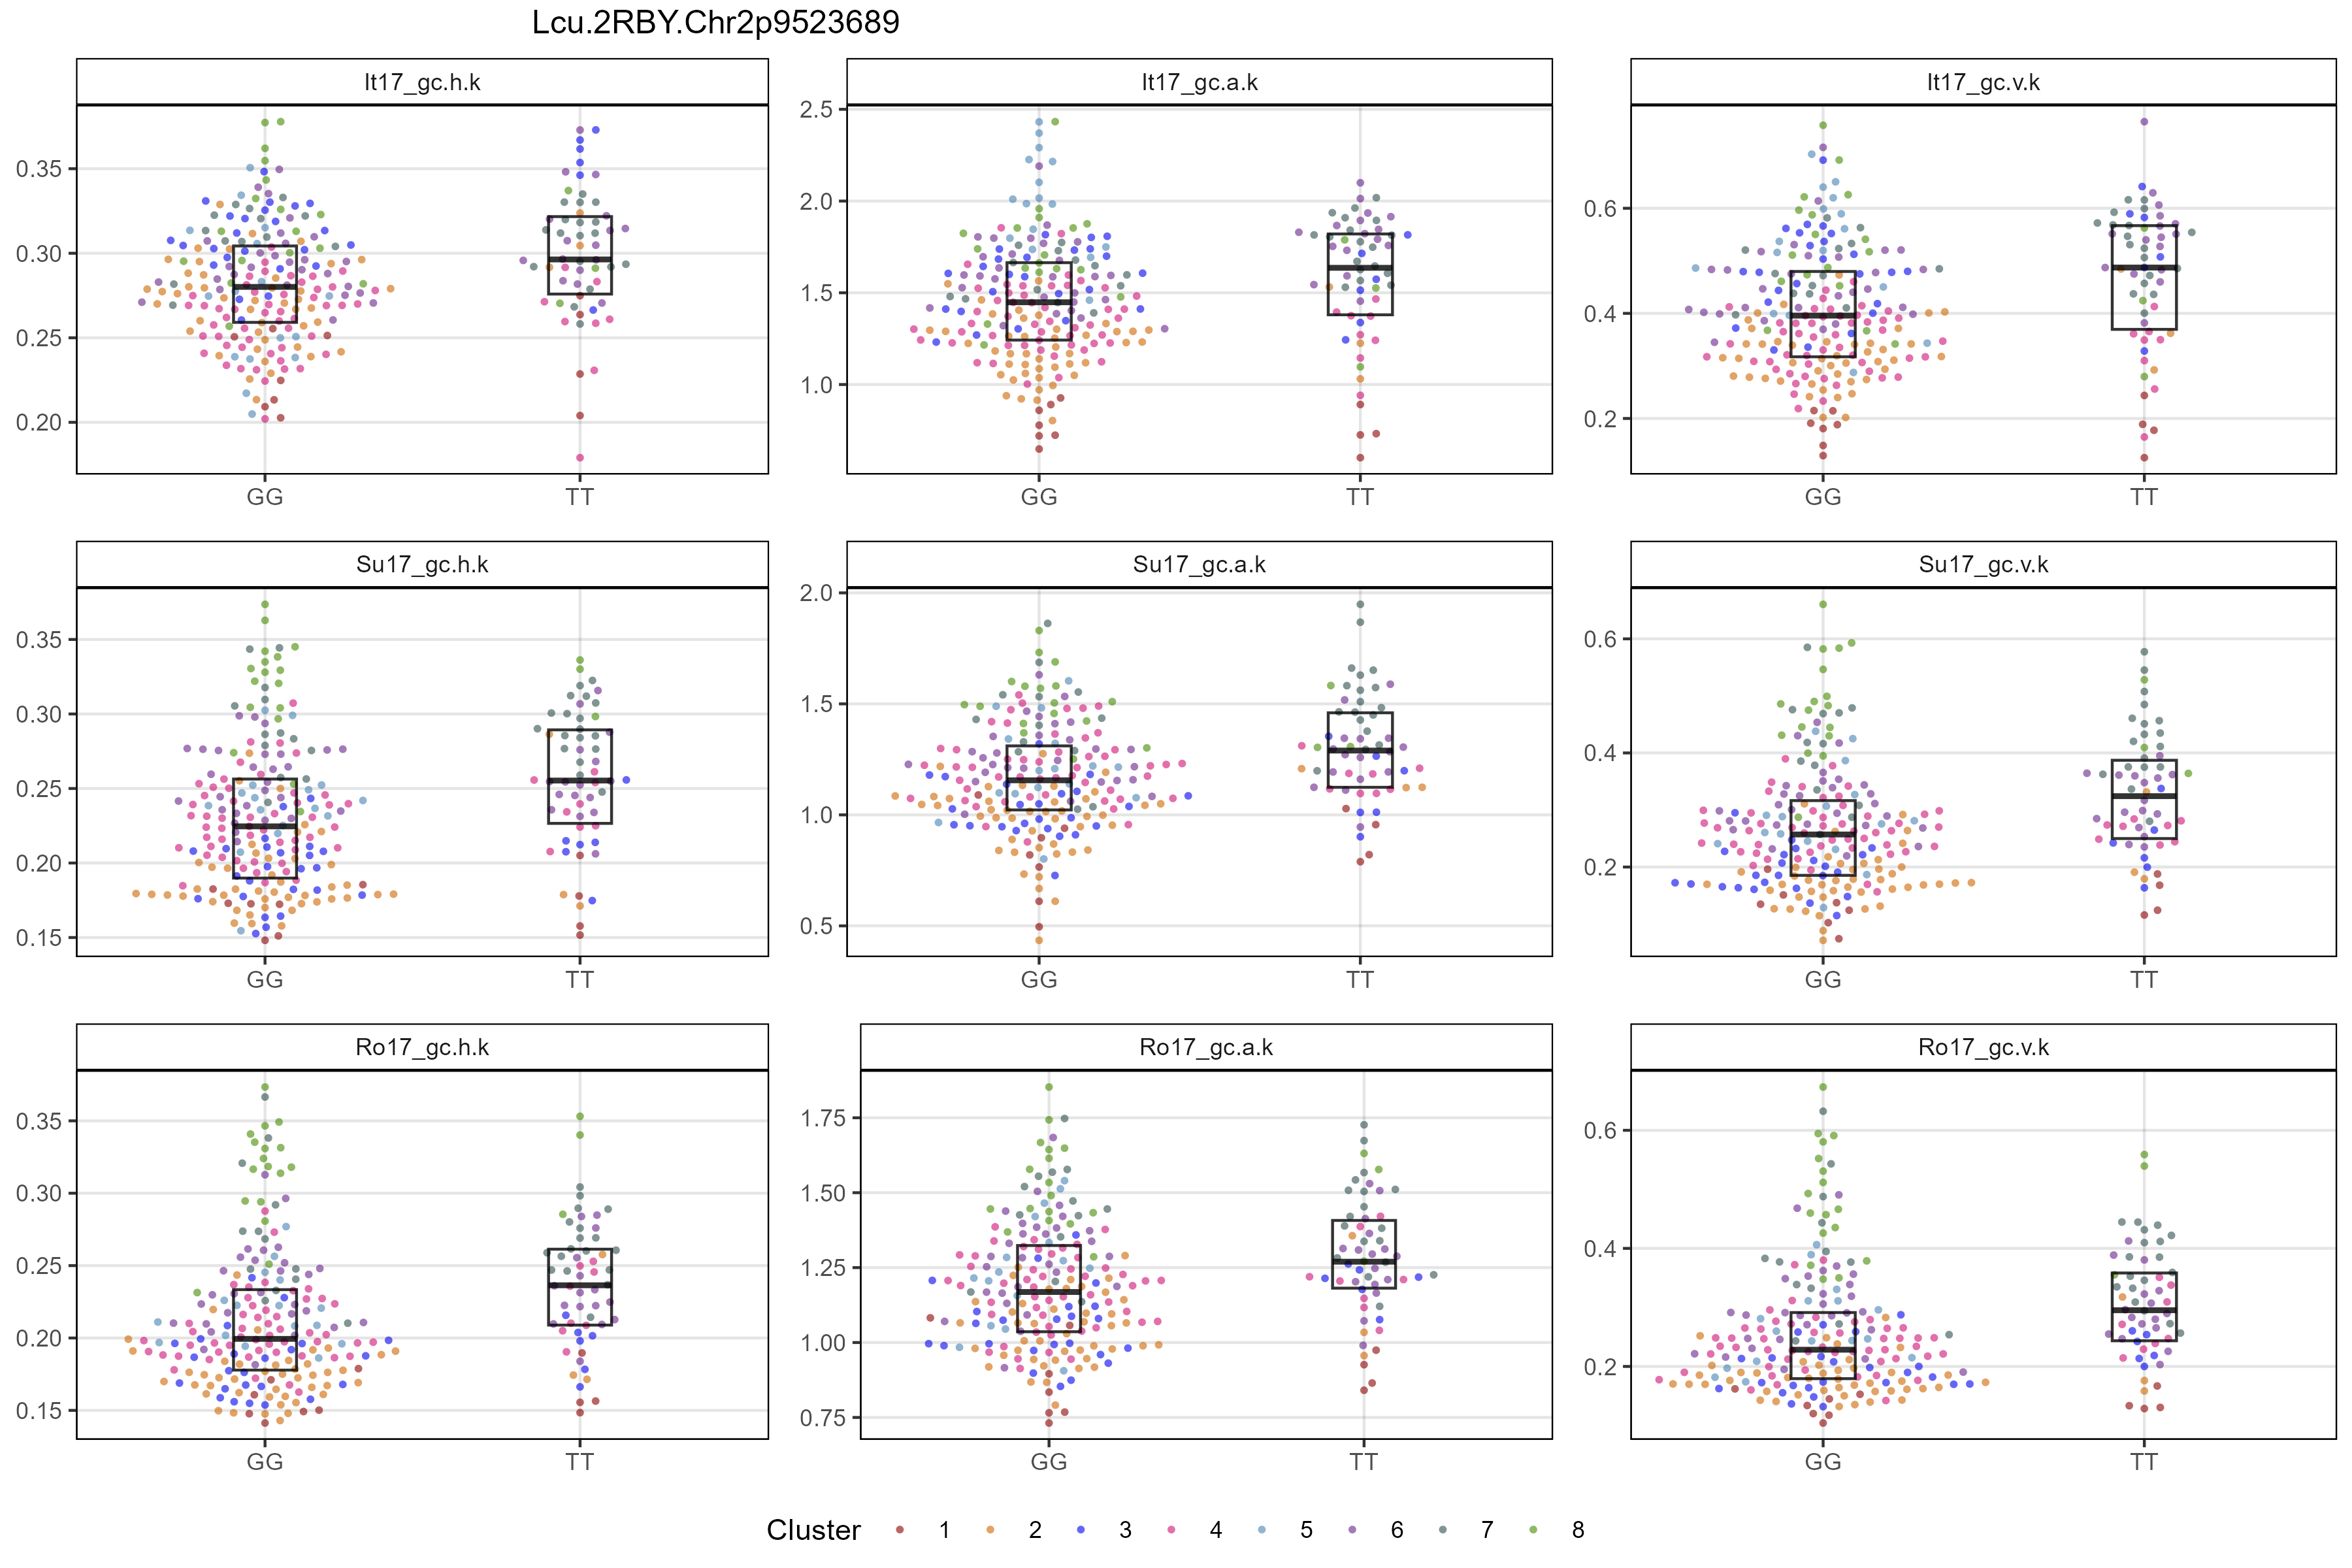 Lcu.2RBY.Chr2p9523689
It17_gc.h.k
It17_gc.a.k
It17_gc.v.k
0.35
0.30
0.25
0.20
2.5
2.0
1.5
1.0
0.6
0.4
0.2
GG TT
GG TT
GG TT
Su17_gc.h.k
Su17_gc.a.k
Su17_gc.v.k
0.35
0.30
0.25
0.20
0.15
2.0
1.5
1.0
0.5
0.6
0.4
0.2
GG TT
GG TT
GG TT
Ro17_gc.h.k
Ro17_gc.a.k
Ro17_gc.v.k
0.35
0.30
0.25
0.20
0.15
1.75
1.50
1.25
1.00
0.75
0.6
0.4
0.2
GG TT
GG TT
GG TT
Cluster 1 2 3 4 5 6 7 8